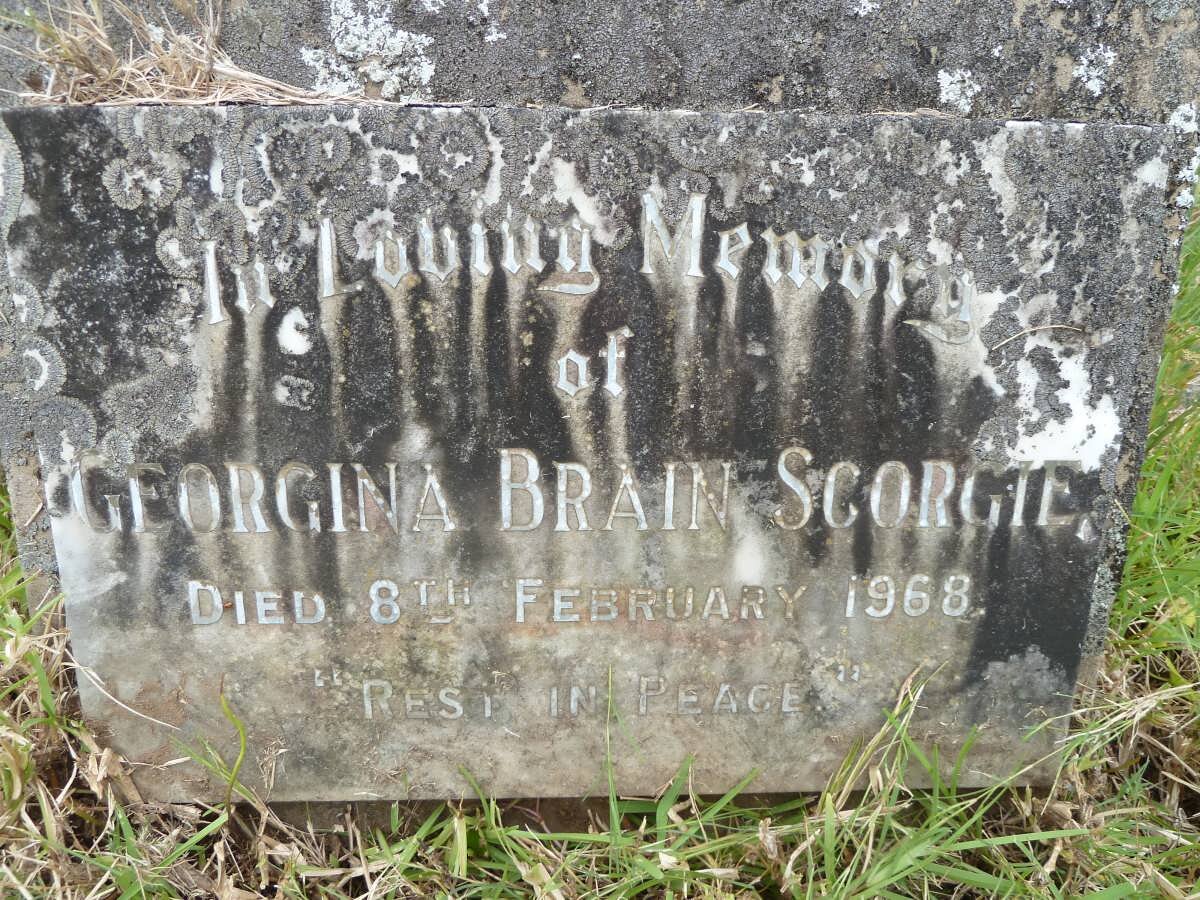 In Loving Memory
of
GEORGINA BRAIN SCORGIE.
DIED 8TH FEBRUARY 1968
"REST IN PEACE."